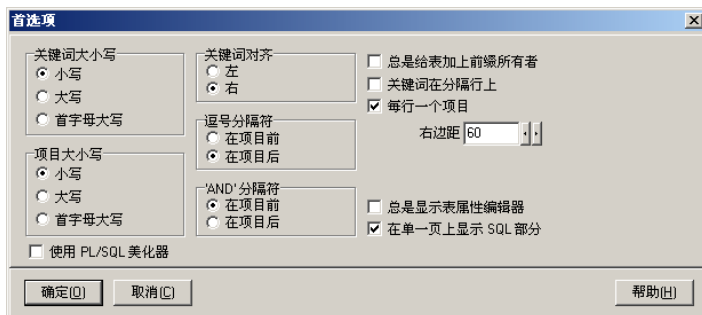 首选项
关键词大小写
小写
大写
首字母大写
项目大小写
小写
大写
首字母大写
使用 PL/SQL 美化器
关键词对齐
左
右
逗号分隔符
在项目前
在项目后
'AND' 分隔符
在项目前
在项目后
总是给表加上前缀所有者
关键词在分隔行上
每行一个项目
右边距 60
总是显示表属性编辑器
在单一页上显示 SQL 部分
确定(O)
取消(C)
帮助(H)